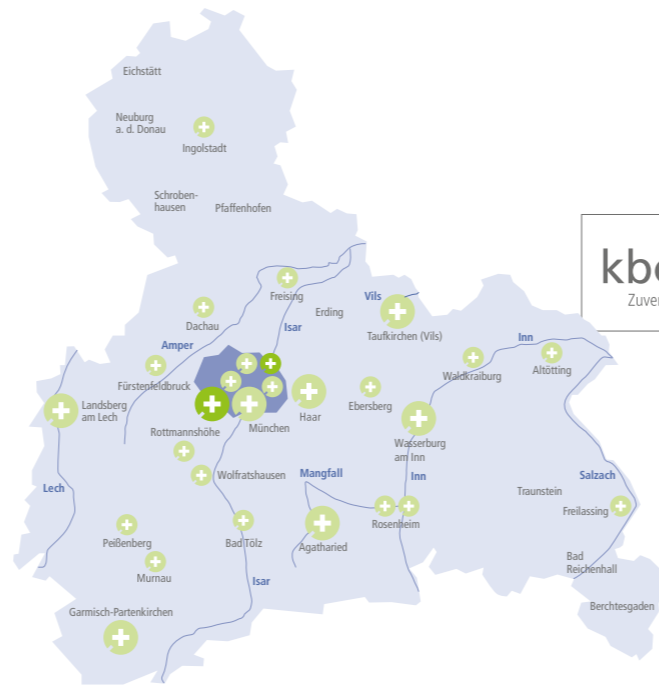 Eichstätt
Neuburg
a. d. Donau
Ingolstadt
Schroben-
hausen
Pfaffenhofen
kbo
Zuver
Freising
Vils
Erding
Dachau
Isar
Taufkirchen (Vils)
Amper
Inn
Waldkraiburg
Altötting
Fürstenfeldbruck
Landsberg
am Lech
Ebersberg
Haar
München
Rottmannshöhe
Wasserburg
am Inn
Wolfratshausen
Mangfall
Inn
Salzach
Lech
Traunstein
Freilassing
Peißenberg
Bad Tölz
Agatharied
Rosenheim
Bad
Reichenhall
Murnau
Isar
Garmisch-Partenkirchen
Berchtesgaden